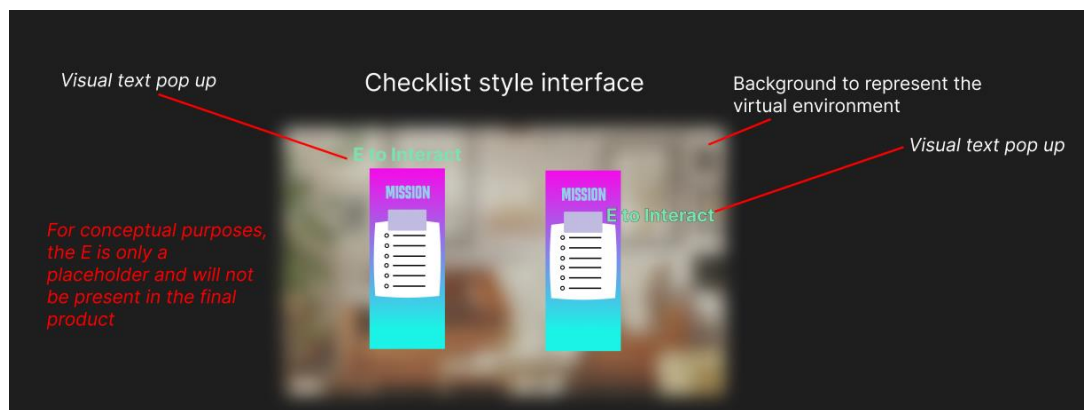 Visual text pop up
Checklist style interface
Background to represent the
virtual environment
Visual text pop up
E to Interact
MISSION
MISSION
E to Interact
For conceptual purposes,
the E is only a
placeholder and will not
be present in the final
product